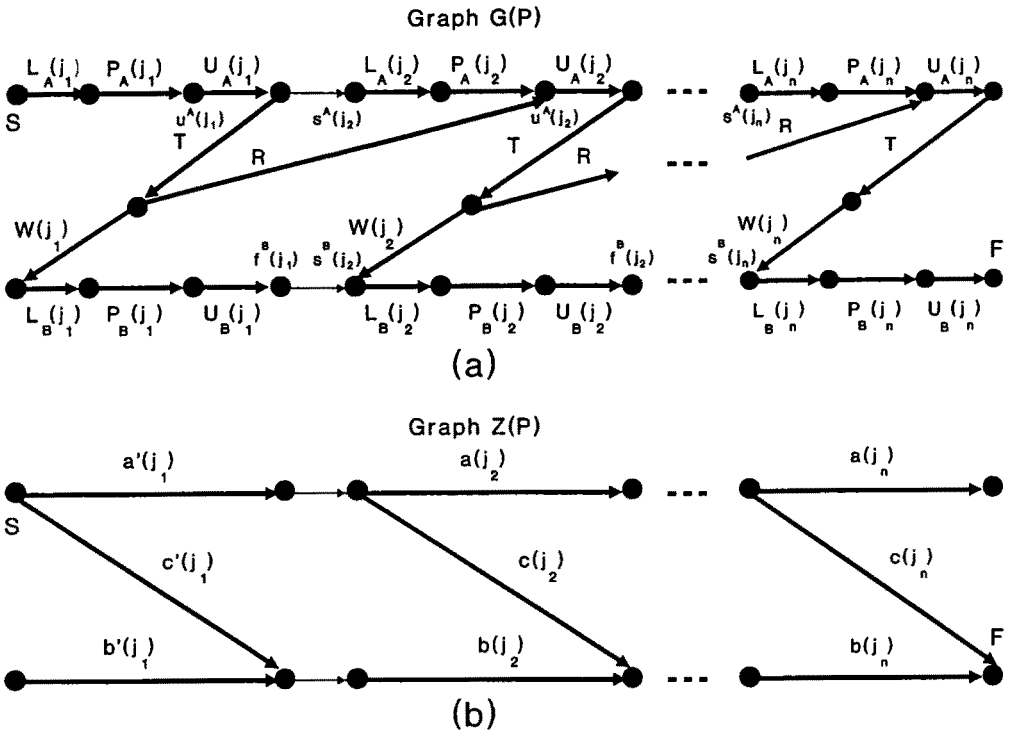 Graph G(P)
L_A(j_1) P_A(j_1) U_A(j_1) L_A(j_2) P_A(j_2) U_A(j_2) L_A(j_n) P_A(j_n) U_A(j_n)
S u^A(j_1) s^A(j_2) u^A(j_2) s^A(j_n)
T R T R R T
W(j_1) W(j_2) W(j_n)
f^B(j_1) s^B(j_2) f^B(j_2) s^B(j_n) F
L_B(j_1) P_B(j_1) U_B(j_1) L_B(j_2) P_B(j_2) U_B(j_2) L_B(j_n) P_B(j_n) U_B(j_n)
(a)
Graph Z(P)
a'(j_1) a(j_2) a(j_n)
S
c'(j_1) c(j_2) c(j_n)
F
b'(j_1) b(j_2) b(j_n)
(b)